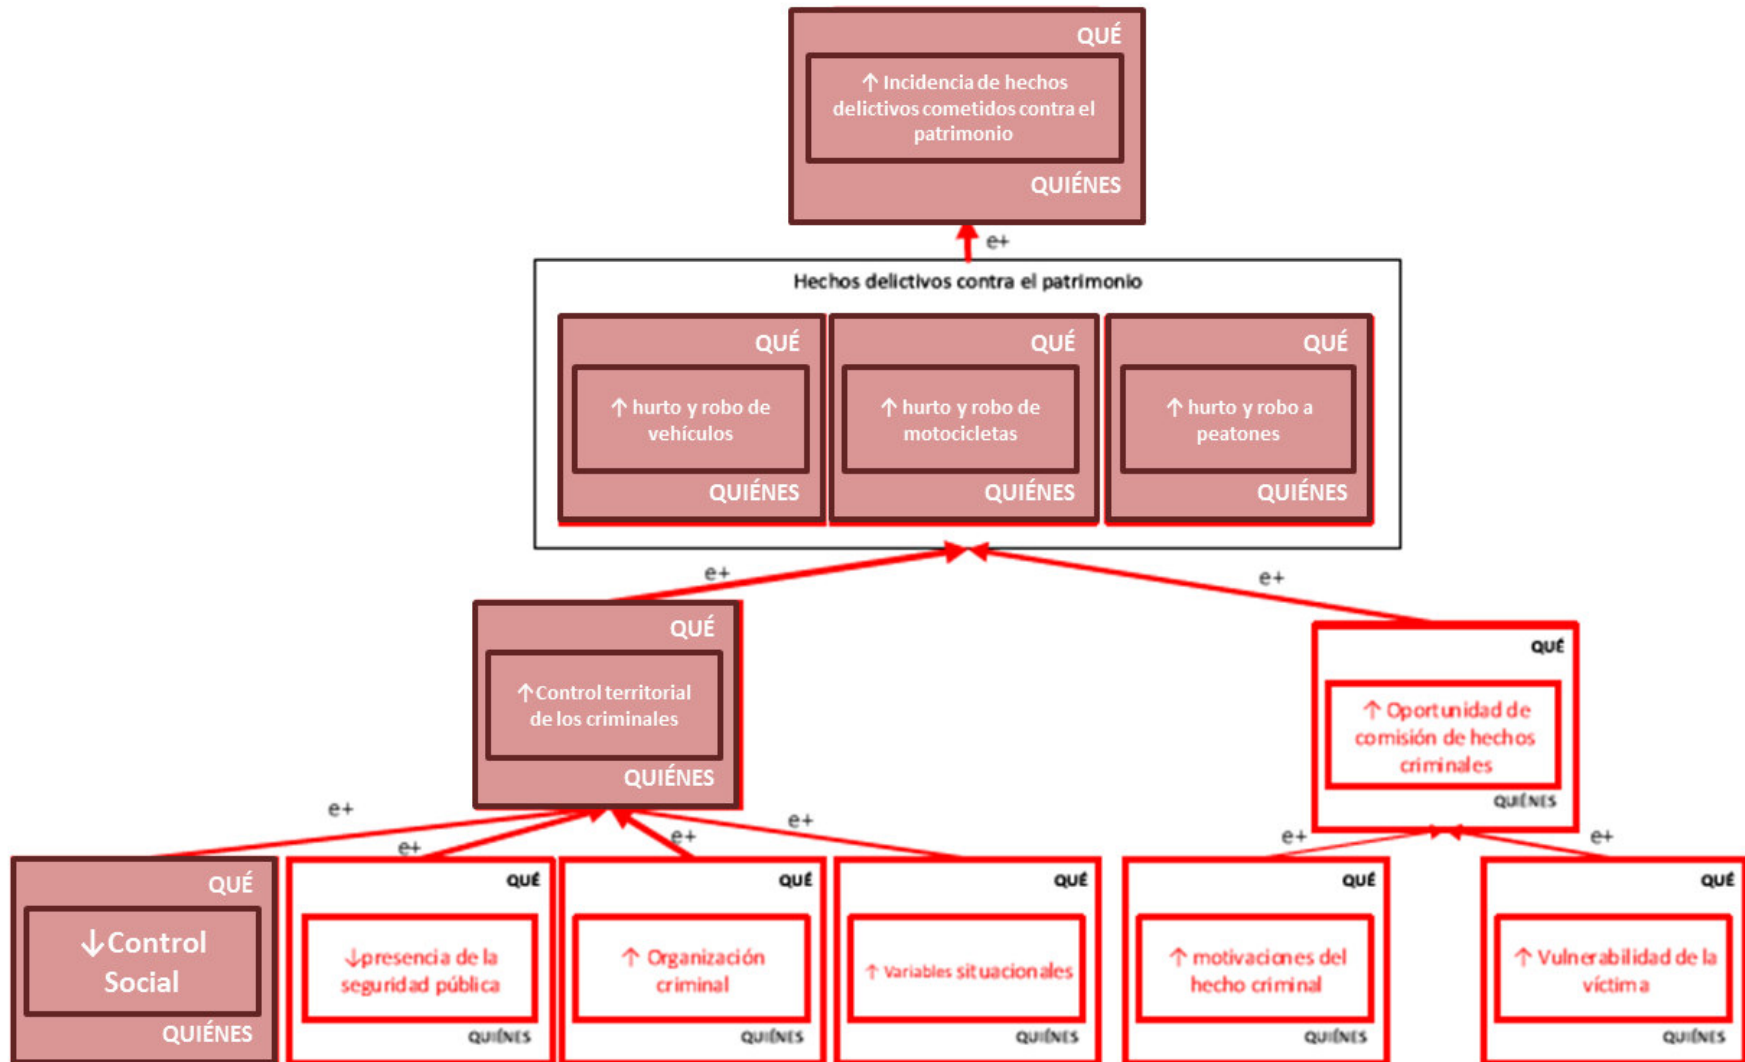 QUÉ
↑ Incidencia de hechos
delictivos cometidos contra el
patrimonio
QUIÉNES
e+
Hechos delictivos contra el patrimonio
QUÉ
↑ hurto y robo de
vehículos
QUIÉNES
QUÉ
↑ hurto y robo de
motocicletas
QUIÉNES
QUÉ
↑ hurto y robo a
peatones
QUIÉNES
e+
e+
QUÉ
↑Control territorial
de los criminales
QUIÉNES
QUÉ
↑ Oportunidad de
comisión de hechos
criminales
QUIÉNES
e+
e+
e+
e+
e+
e+
QUÉ
↓Control
Social
QUIÉNES
QUÉ
↓presencia de la
seguridad pública
QUIÉNES
QUÉ
↑ Organización
criminal
QUIÉNES
QUÉ
↑ Variables situacionales
QUIÉNES
QUÉ
↑ motivaciones del
hecho criminal
QUIÉNES
QUÉ
↑ Vulnerabilidad de la
víctima
QUIÉNES